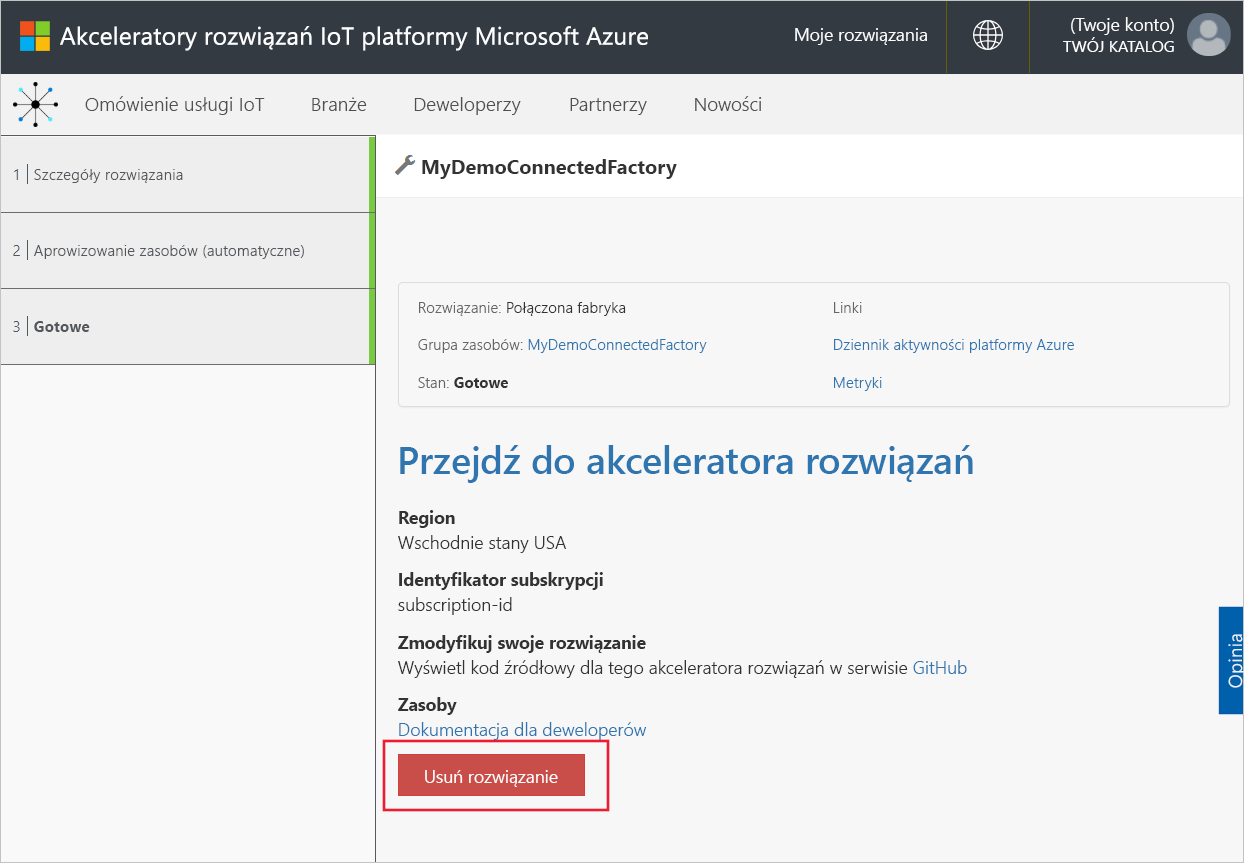 Akceleratory rozwiązań IoT platformy Microsoft Azure
Moje rozwiązania
(Twoje konto)
TWÓJ KATALOG
Omówienie usługi IoT
Branże
Deweloperzy
Partnerzy
Nowości
1 Szczegóły rozwiązania
2 Aprowizowanie zasobów (automatyczne)
3 Gotowe
MyDemoConnectedFactory
Rozwiązanie: Połączona fabryka
Grupa zasobów: MyDemoConnectedFactory
Stan: Gotowe
Linki
Dziennik aktywności platformy Azure
Metryki
Przejdź do akceleratora rozwiązań
Region
Wschodnie stany USA
Identyfikator subskrypcji
subscription-id
Zmodyfikuj swoje rozwiązanie
Wyświetl kod źródłowy dla tego akceleratora rozwiązań w serwisie GitHub
Zasoby
Dokumentacja dla deweloperów
Usuń rozwiązanie
Opinia